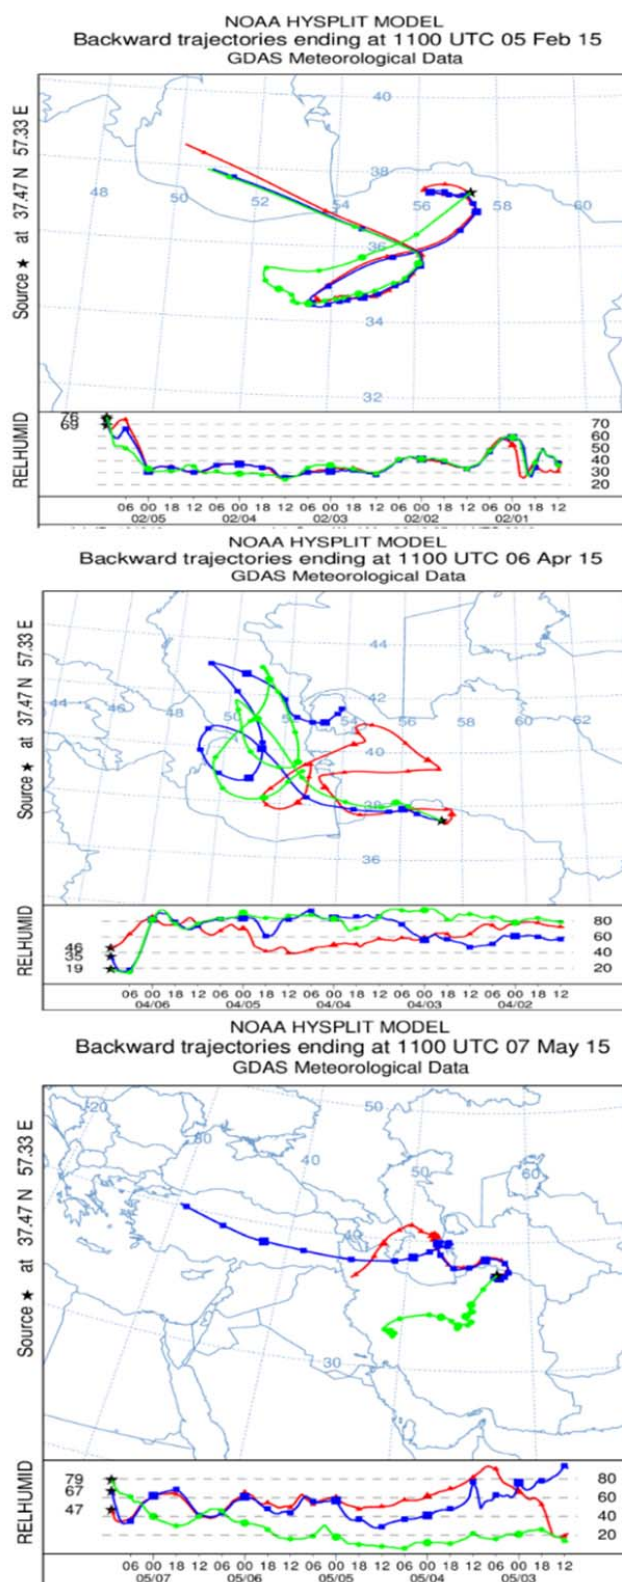 NOAA HYSPLIT MODEL
Backward trajectories ending at 1100 UTC 05 Feb 15
GDAS Meteorological Data
Source ★ at 37.47 N 57.33 E
40
38
48
50
52
54
56
58
60
36
34
32
RELHUMID
76
69
70
60
50
40
30
20
06 00 18 12 06 00 18 12 06 00 18 12 06 00 18 12 06 00 18 12
02/05 02/04 02/03 02/02 02/01
NOAA HYSPLIT MODEL
Backward trajectories ending at 1100 UTC 06 Apr 15
GDAS Meteorological Data
Source ★ at 37.47 N 57.33 E
44
42
44
46
48
50
52
54
56
58
60
62
40
38
36
RELHUMID
46
35
19
80
60
40
20
06 00 18 12 06 00 18 12 06 00 18 12 06 00 18 12 06 00 18 12
04/06 04/05 04/04 04/03 04/02
NOAA HYSPLIT MODEL
Backward trajectories ending at 1100 UTC 07 May 15
GDAS Meteorological Data
Source ★ at 37.47 N 57.33 E
20
50
40
50
60
40
30
RELHUMID
79
67
47
80
60
40
20
06 00 18 12 06 00 18 12 06 00 18 12 06 00 18 12 06 00 18 12
05/07 05/06 05/05 05/04 05/03